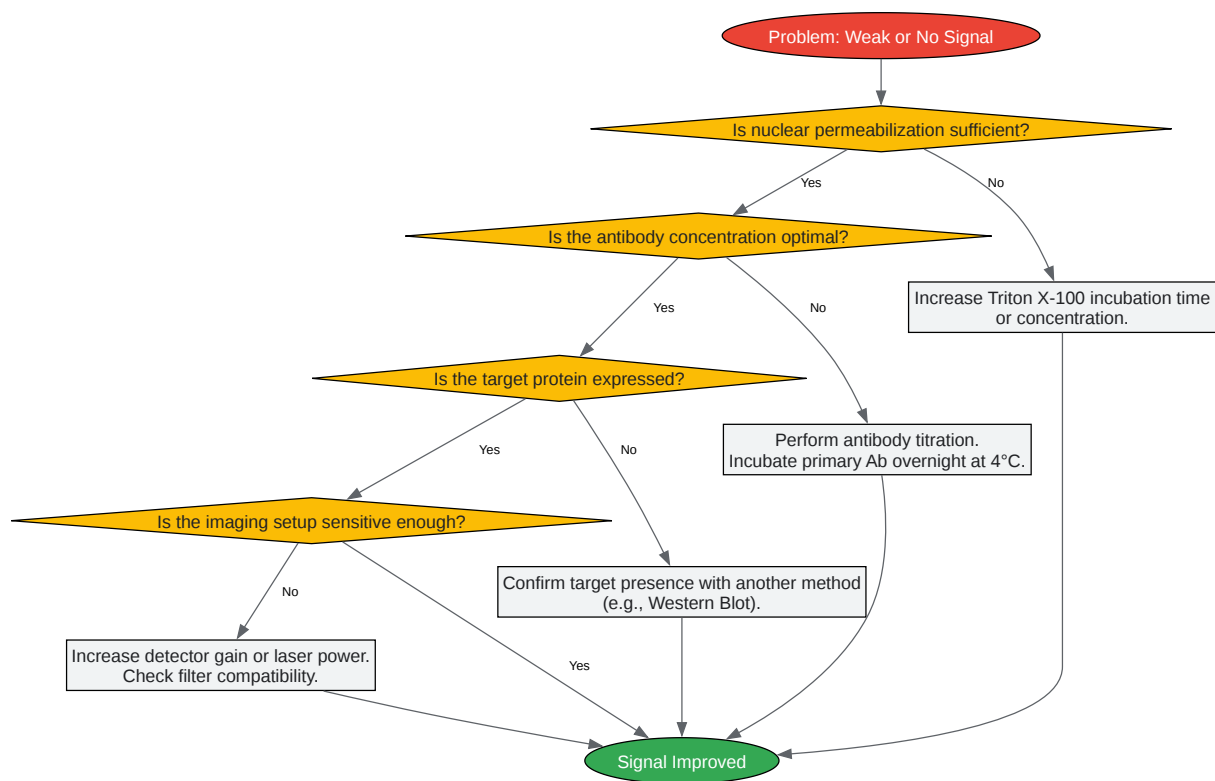 Problem: Weak or No Signal
Is nuclear permeabilization sufficient?
Yes
No
Is the antibody concentration optimal?
Increase Triton X-100 incubation time
or concentration.
Yes
No
Is the target protein expressed?
Perform antibody titration.
Incubate primary Ab overnight at 4°C.
Yes
No
Is the imaging setup sensitive enough?
Confirm target presence with another method
(e.g., Western Blot).
No
Yes
Increase detector gain or laser power.
Check filter compatibility.
Signal Improved